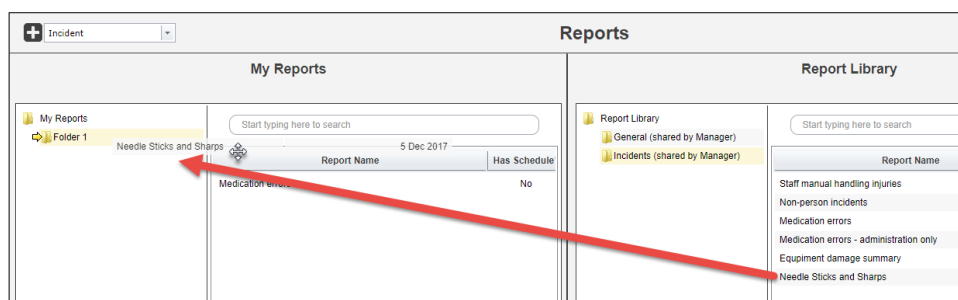 Incident
Reports
My Reports
Report Library
My Reports
Folder 1
Start typing here to search
Needle Sticks and Sharps
5 Dec 2017
Report Name
Has Schedule
Medication errors
No
Report Library
General (shared by Manager)
Incidents (shared by Manager)
Start typing here to search
Report Name
Staff manual handling injuries
Non-person incidents
Medication errors
Medication errors - administration only
Equpiment damage summary
Needle Sticks and Sharps